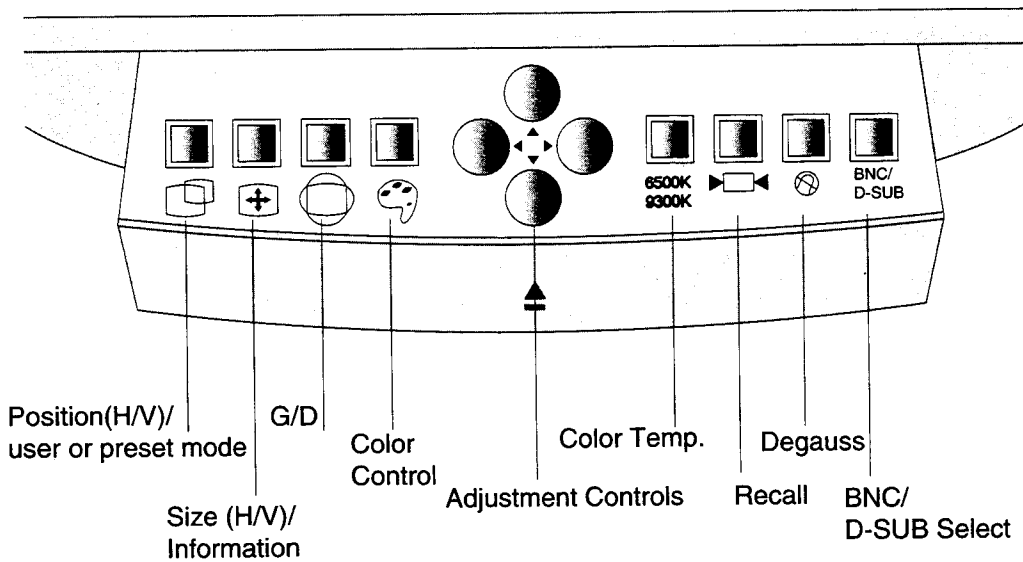 6500K
9300K
BNC/
D-SUB
Position(H/V)/
user or preset mode
Size (H/V)/
Information
G/D
Color
Control
Adjustment Controls
Color Temp.
Recall
Degauss
BNC/
D-SUB Select